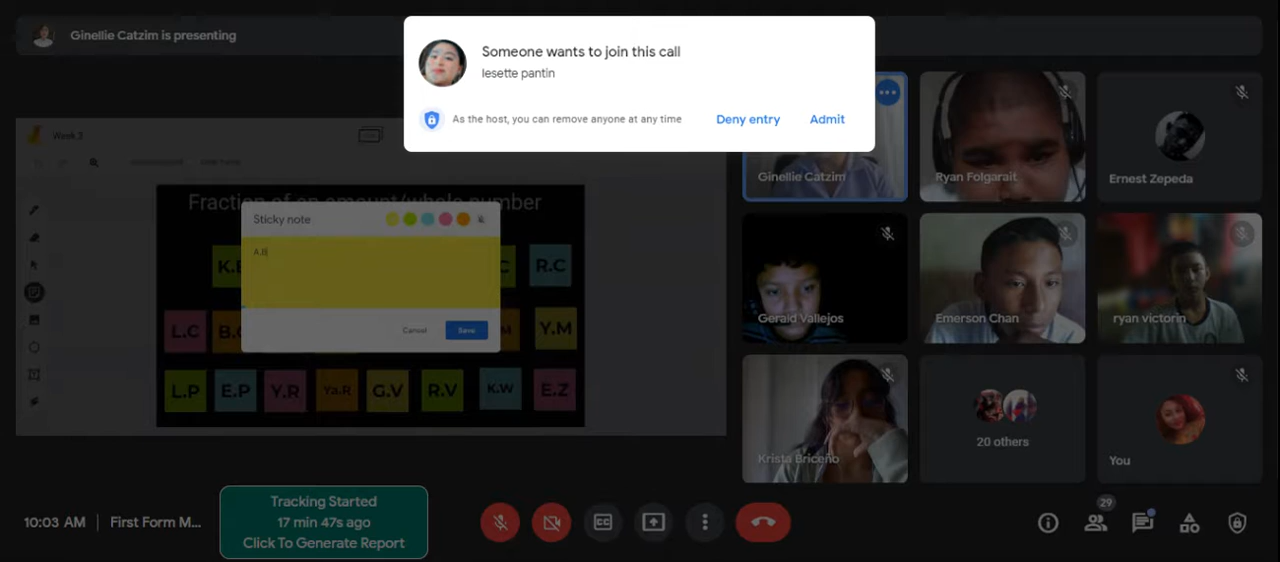 Ginellie Catzim is presenting
Someone wants to join this call
lesette pantin
As the host, you can remove anyone at any time
Deny entry
Admit
Week 3
Fraction of an amount/whole number
Sticky note
A.B
Cancel
Save
R.C
L.C
Y.M
L.P
E.P
Y.R
Ya.R
G.V
R.V
K.W
E.Z
Ginellie Catzim
Ryan Folgarait
Ernest Zepeda
Gerald Vallejos
Emerson Chan
ryan victorin
Krista Briceño
20 others
You
10:03 AM
First Form M...
Tracking Started
17 min 47s ago
Click To Generate Report
29